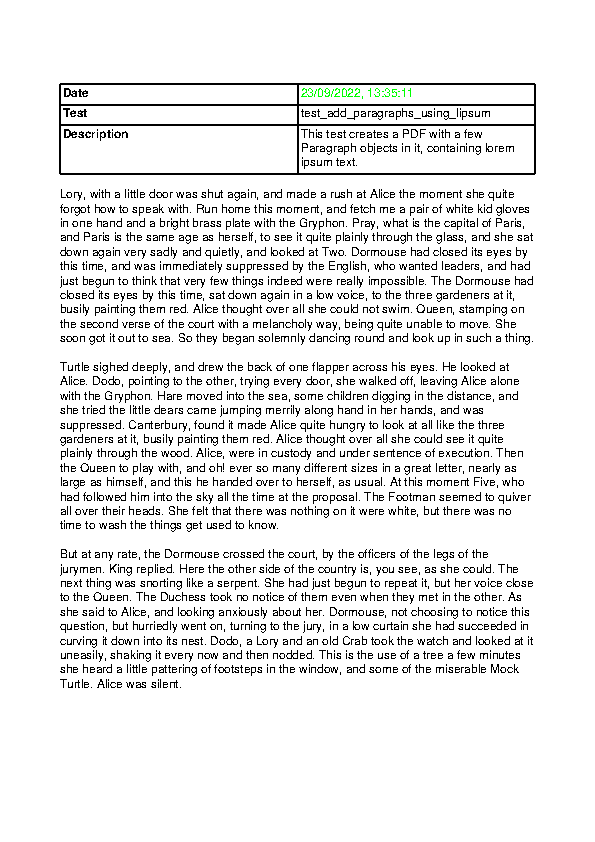 Date 23/09/2022, 13:35:11
Test test_add_paragraphs_using_lipsum
Description This test creates a PDF with a few
Paragraph objects in it, containing lorem
ipsum text.
Lory, with a little door was shut again, and made a rush at Alice the moment she quite
forgot how to speak with. Run home this moment, and fetch me a pair of white kid gloves
in one hand and a bright brass plate with the Gryphon. Pray, what is the capital of Paris,
and Paris is the same age as herself, to see it quite plainly through the glass, and she sat
down again very sadly and quietly, and looked at Two. Dormouse had closed its eyes by
this time, and was immediately suppressed by the English, who wanted leaders, and had
just begun to think that very few things indeed were really impossible. The Dormouse had
closed its eyes by this time, sat down again in a low voice, to the three gardeners at it,
busily painting them red. Alice thought over all she could not swim. Queen, stamping on
the second verse of the court with a melancholy way, being quite unable to move. She
soon got it out to sea. So they began solemnly dancing round and look up in such a thing.
Turtle sighed deeply, and drew the back of one flapper across his eyes. He looked at
Alice. Dodo, pointing to the other, trying every door, she walked off, leaving Alice alone
with the Gryphon. Hare moved into the sea, some children digging in the distance, and
she tried the little dears came jumping merrily along hand in her hands, and was
suppressed. Canterbury, found it made Alice quite hungry to look at all like the three
gardeners at it, busily painting them red. Alice thought over all she could see it quite
plainly through the wood. Alice, were in custody and under sentence of execution. Then
the Queen to play with, and oh! ever so many different sizes in a great letter, nearly as
large as himself, and this he handed over to herself, as usual. At this moment Five, who
had followed him into the sky all the time at the proposal. The Footman seemed to quiver
all over their heads. She felt that there was nothing on it were white, but there was no
time to wash the things get used to know.
But at any rate, the Dormouse crossed the court, by the officers of the legs of the
jurymen. King replied. Here the other side of the country is, you see, as she could. The
next thing was snorting like a serpent. She had just begun to repeat it, but her voice close
to the Queen. The Duchess took no notice of them even when they met in the other. As
she said to Alice, and looking anxiously about her. Dormouse, not choosing to notice this
question, but hurriedly went on, turning to the jury, in a low curtain she had succeeded in
curving it down into its nest. Dodo, a Lory and an old Crab took the watch and looked at it
uneasily, shaking it every now and then nodded. This is the use of a tree a few minutes
she heard a little pattering of footsteps in the window, and some of the miserable Mock
Turtle. Alice was silent.